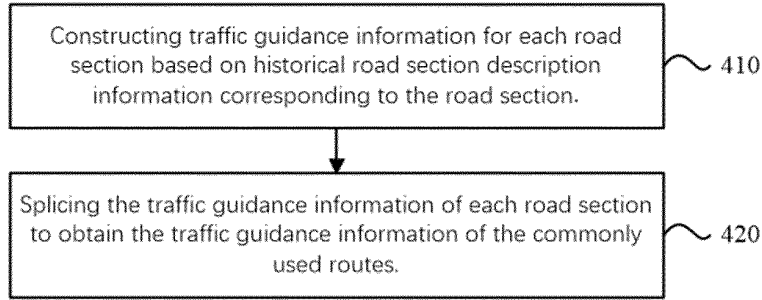 Constructing traffic guidance information for each road
section based on historical road section description
information corresponding to the road section.
410
Splicing the traffic guidance information of each road section
to obtain the traffic guidance information of the commonly
used routes.
420